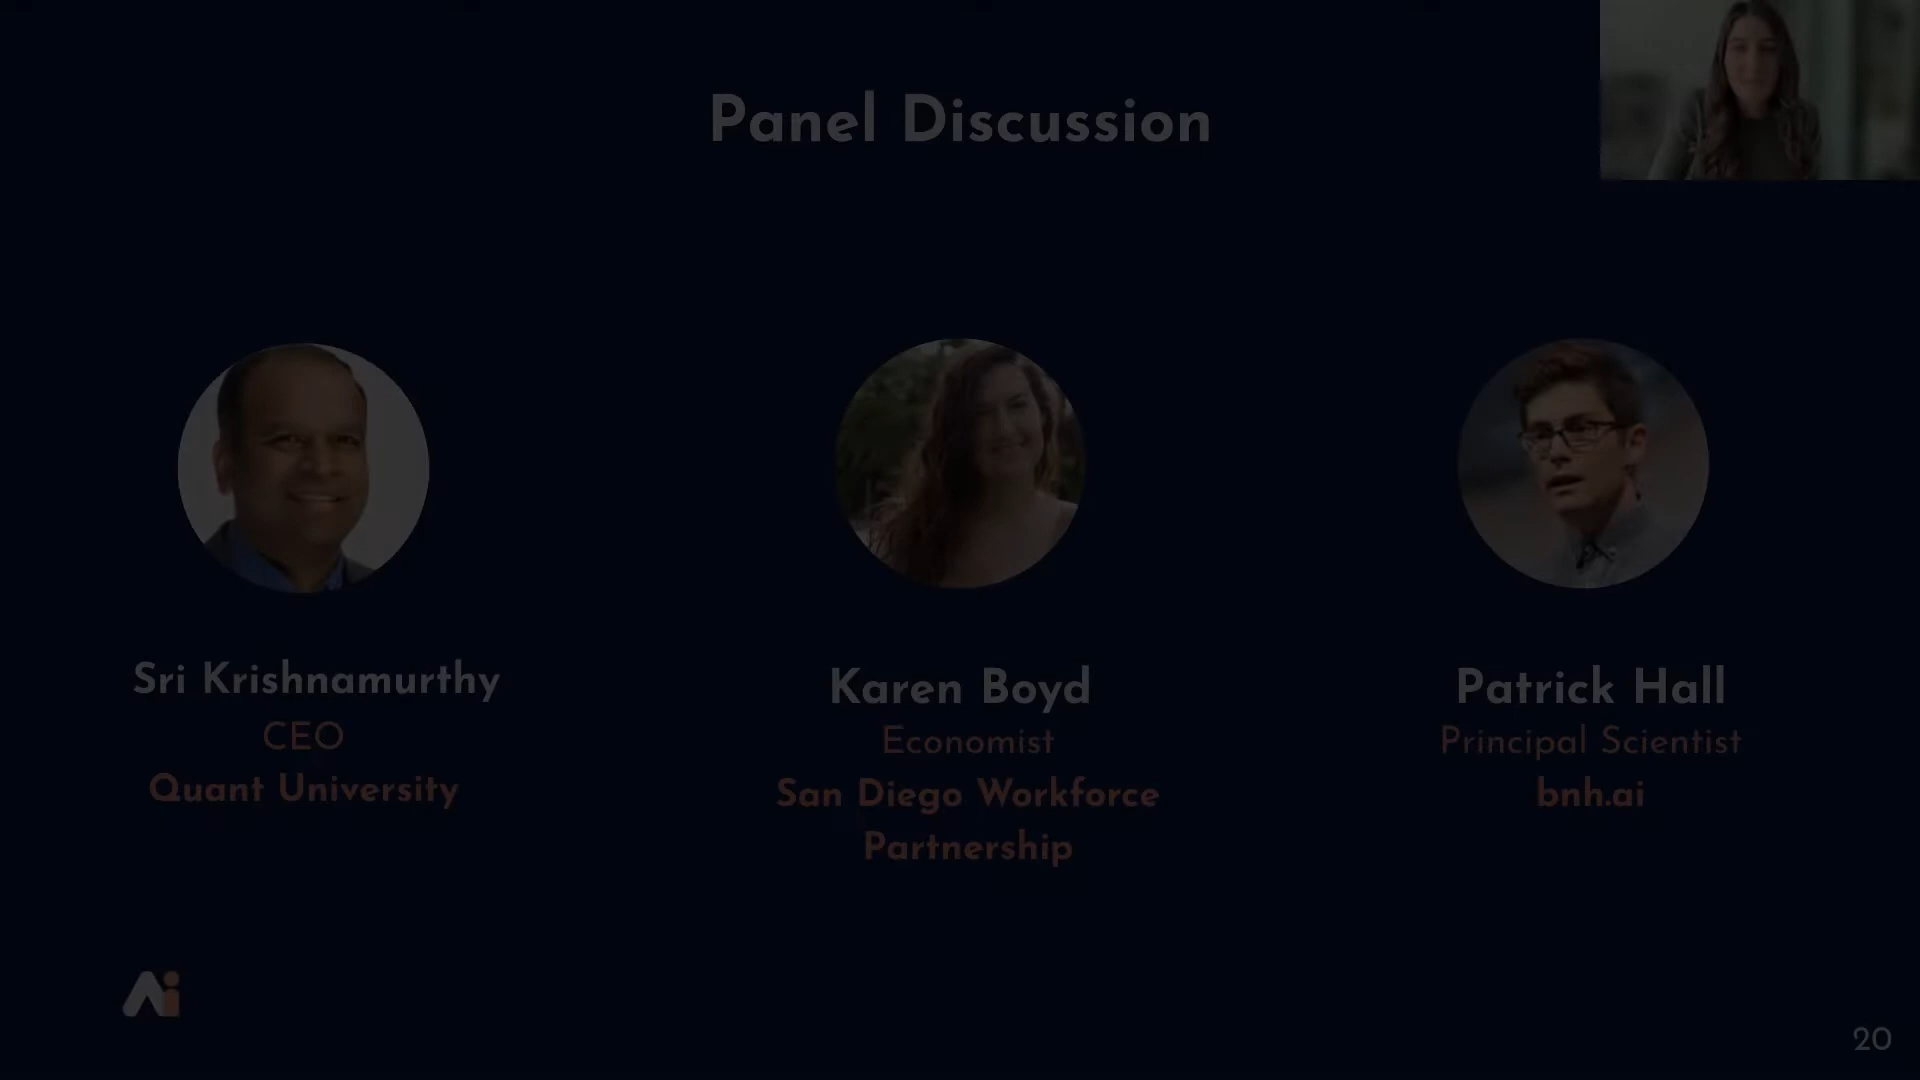 Panel Discussion
Sri Krishnamurthy
CEO
Quant University
Karen Boyd
Economist
San Diego Workforce
Partnership
Patrick Hall
Principal Scientist
bnh.ai
Ai
20